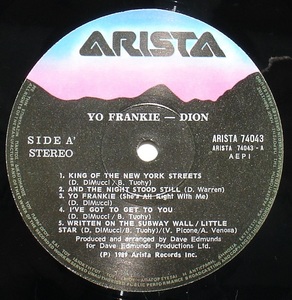 ARISTA
YO FRANKIE — DION
SIDE A'
STEREO
ARISTA 74043
ARISTA 74043 - A
AEPI
1. KING OF THE NEW YORK STREETS
(D. DiMucci/B. Tuohy)
2. AND THE NIGHT STOOD STILL (D. Warren)
3. YO FRANKIE (She's All Right With Me)
(D. DiMucci/B. Tuohy)
4. I'VE GOT TO GET TO YOU
(D. DiMucci/B. Tuohy)
5. WRITTEN ON THE SUBWAY WALL / LITTLE
STAR (D. DiMucci/B. Tuohy)/(V. Picone/A. Venosa)
Produced and arranged by Dave Edmunds
for Dave Edmunds Productions Ltd.
(P) 1989 Arista Records Inc.